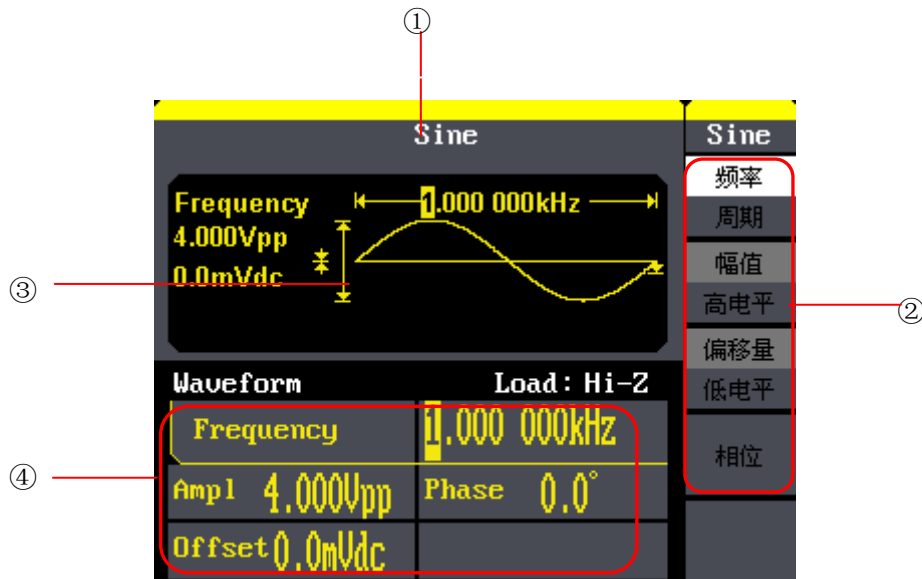 ①
Sine
Sine
频率
周期
幅值
高电平
偏移量
低电平
相位
②
Frequency
1.000 000kHz
4.000Vpp
0.0mVdc
③
Waveform
Load: Hi-Z
Frequency
1.000 000kHz
Ampl 4.000Vpp
Phase 0.0°
Offset 0.0mVdc
④